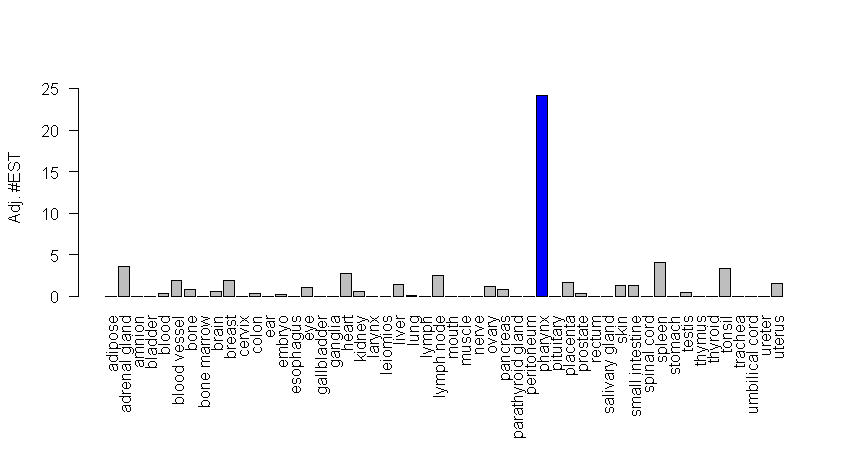 Adj. #EST
25
20
15
10
5
0
adipose
adrenal gland
amnion
bladder
blood
blood vessel
bone
bone marrow
brain
breast
cervix
colon
ear
embryo
esophagus
eye
gallbladder
ganglia
heart
kidney
larynx
leiomios
liver
lung
lymph
lymph node
mouth
muscle
nerve
ovary
pancreas
parathyroid gland
peritoneum
pharynx
pituitary
placenta
prostate
rectum
salivary gland
skin
small intestine
spinal cord
spleen
stomach
testis
thymus
thyroid
tonsil
trachea
umbilical cord
ureter
uterus